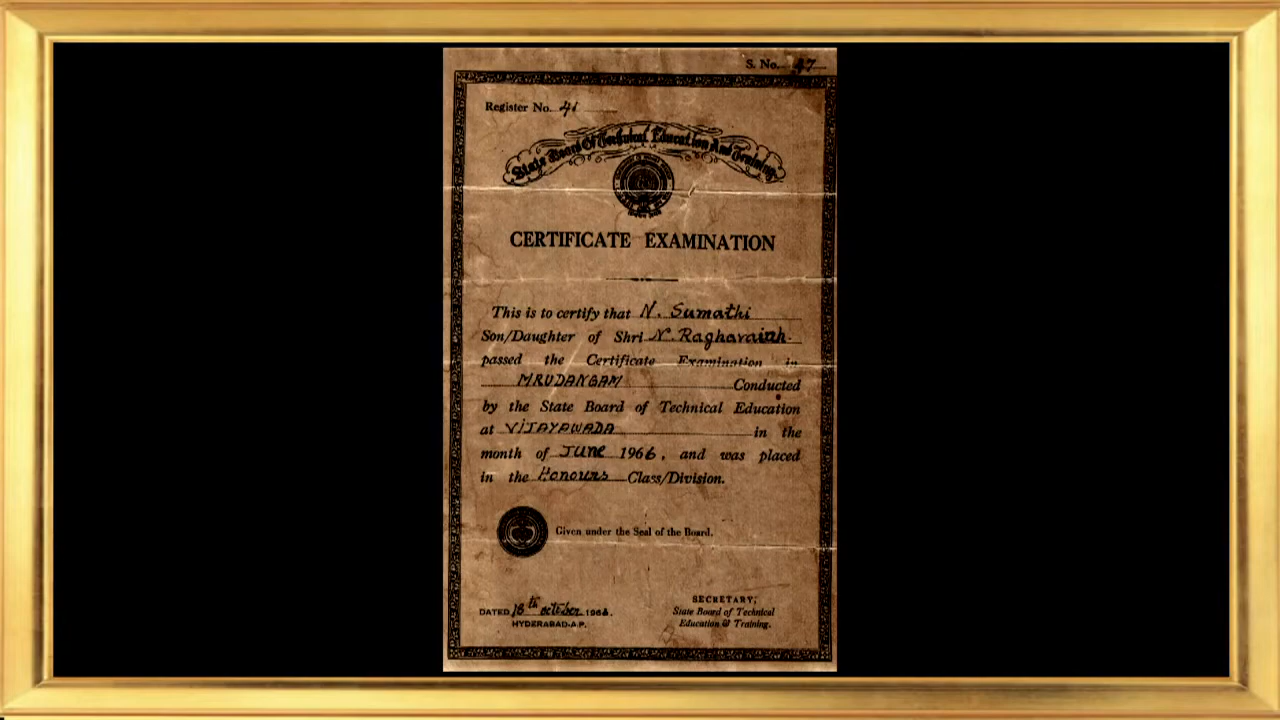 S. No. 47
Register No. 41
State Board Of Technical Education And Training
CERTIFICATE EXAMINATION
This is to certify that N. Sumathi
Son/Daughter of Shri N. Raghavaiah
passed the Certificate Examination in
MRUDANGAM Conducted
by the State Board of Technical Education
at VIJAYAWADA in the
month of JUNE 1966, and was placed
in the Honours Class/Division.
Given under the Seal of the Board.
DATED 18th october 1966.
HYDERABAD-A.P.
SECRETARY,
State Board of Technical
Education & Training.